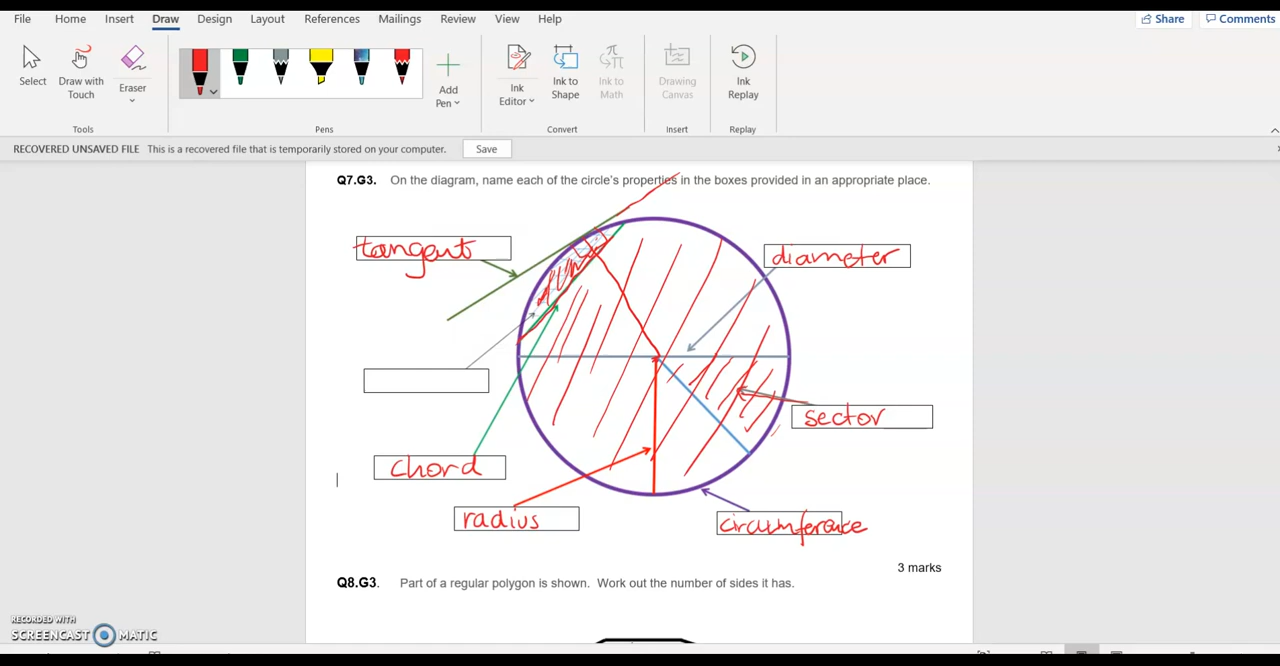 File Home Insert Draw Design Layout References Mailings Review View Help Share Comments
Select Draw with Touch Eraser Add Pen Ink Editor Ink to Shape Ink to Math Drawing Canvas Ink Replay
Tools Pens Convert Insert Replay
RECOVERED UNSAVED FILE This is a recovered file that is temporarily stored on your computer. Save
Q7.G3. On the diagram, name each of the circle's properties in the boxes provided in an appropriate place.
tangent
diameter
sector
chord
radius
circumference
3 marks
Q8.G3. Part of a regular polygon is shown. Work out the number of sides it has.
RECORDED WITH
SCREENCAST MATIC